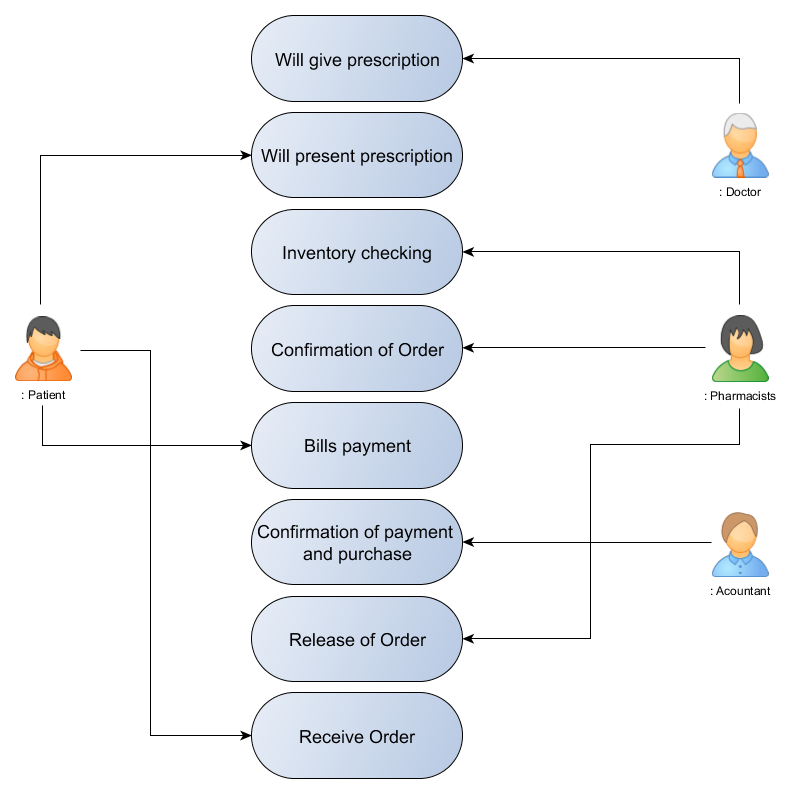 Will give prescription
: Doctor
Will present prescription
Inventory checking
Confirmation of Order
: Patient
: Pharmacists
Bills payment
Confirmation of payment
and purchase
: Acountant
Release of Order
Receive Order